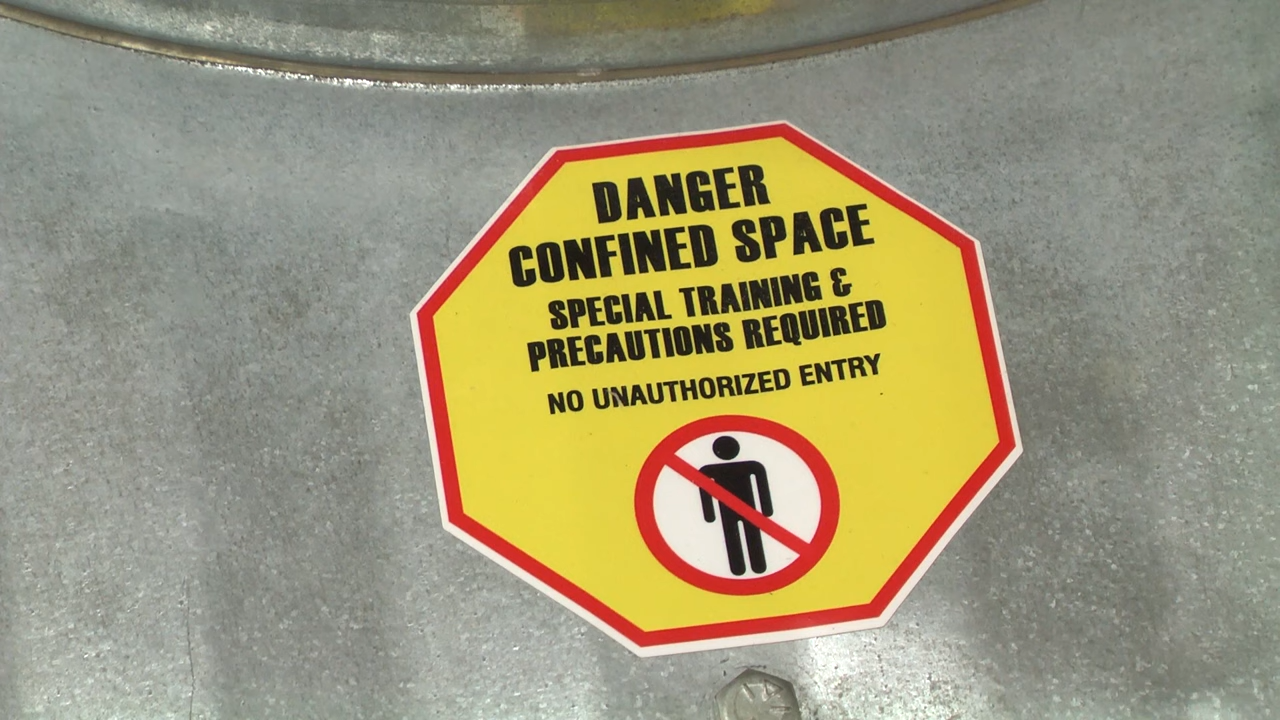 DANGER
CONFINED SPACE
SPECIAL TRAINING &
PRECAUTIONS REQUIRED
NO UNAUTHORIZED ENTRY